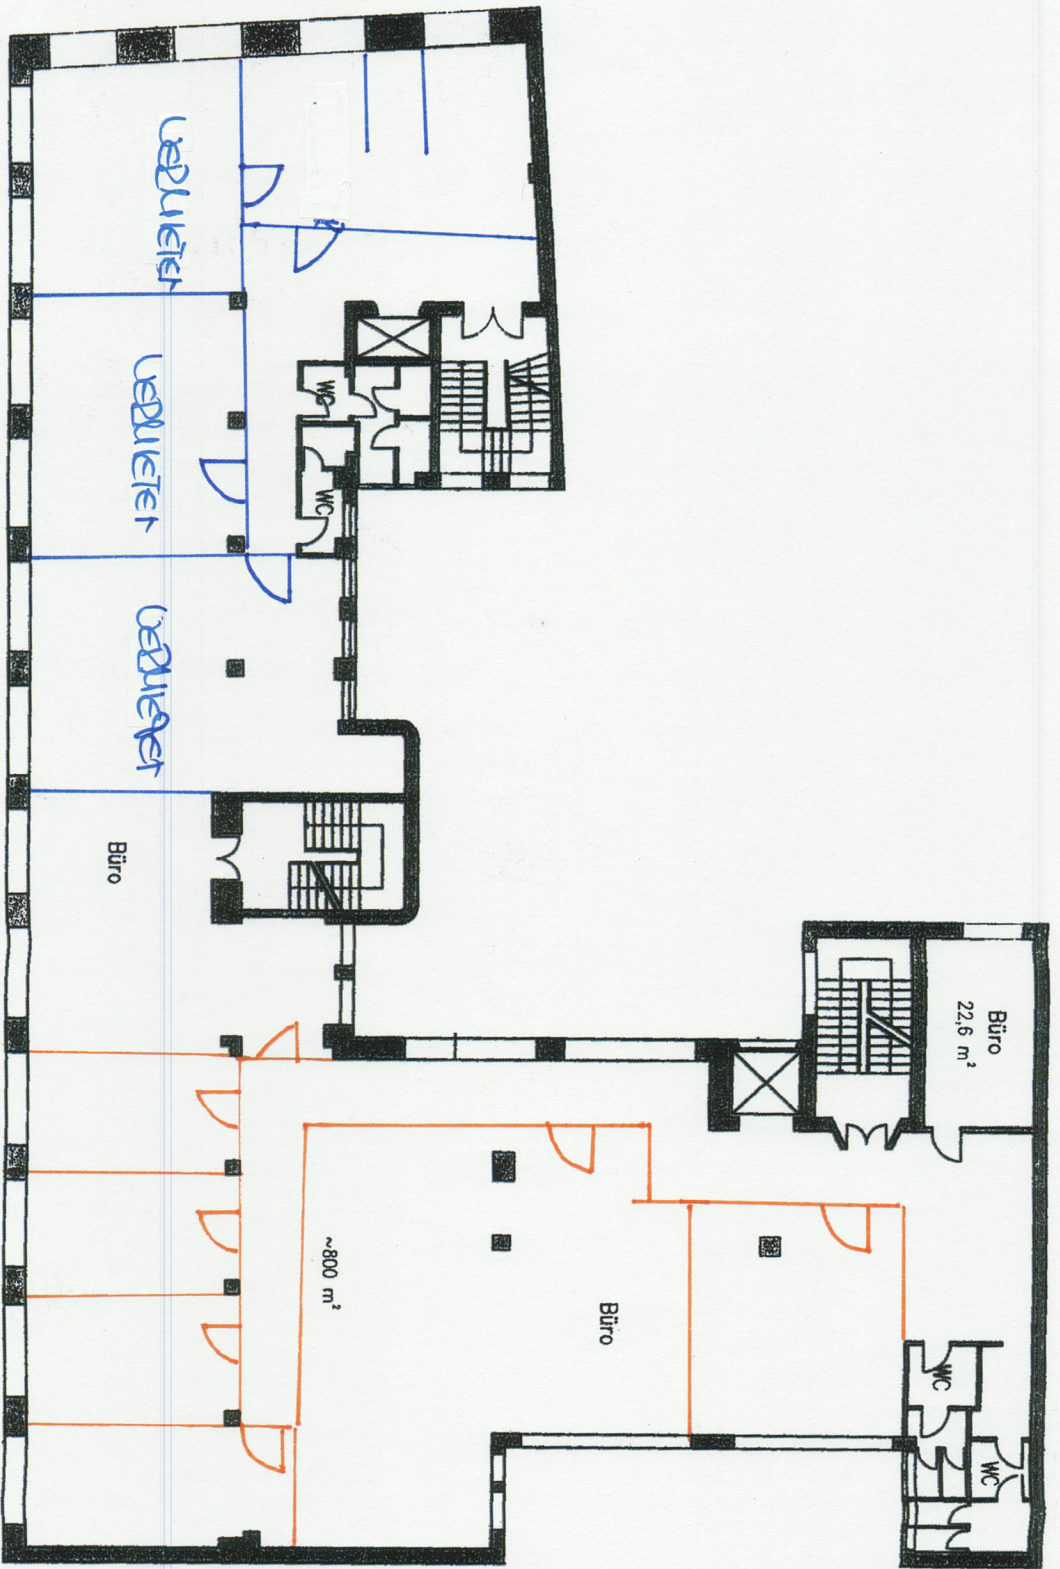 VERMIETET
VERMIETET
VERMIETET
WC
WC
Büro
Büro
22,6 m²
~800 m²
Büro
WC
WC